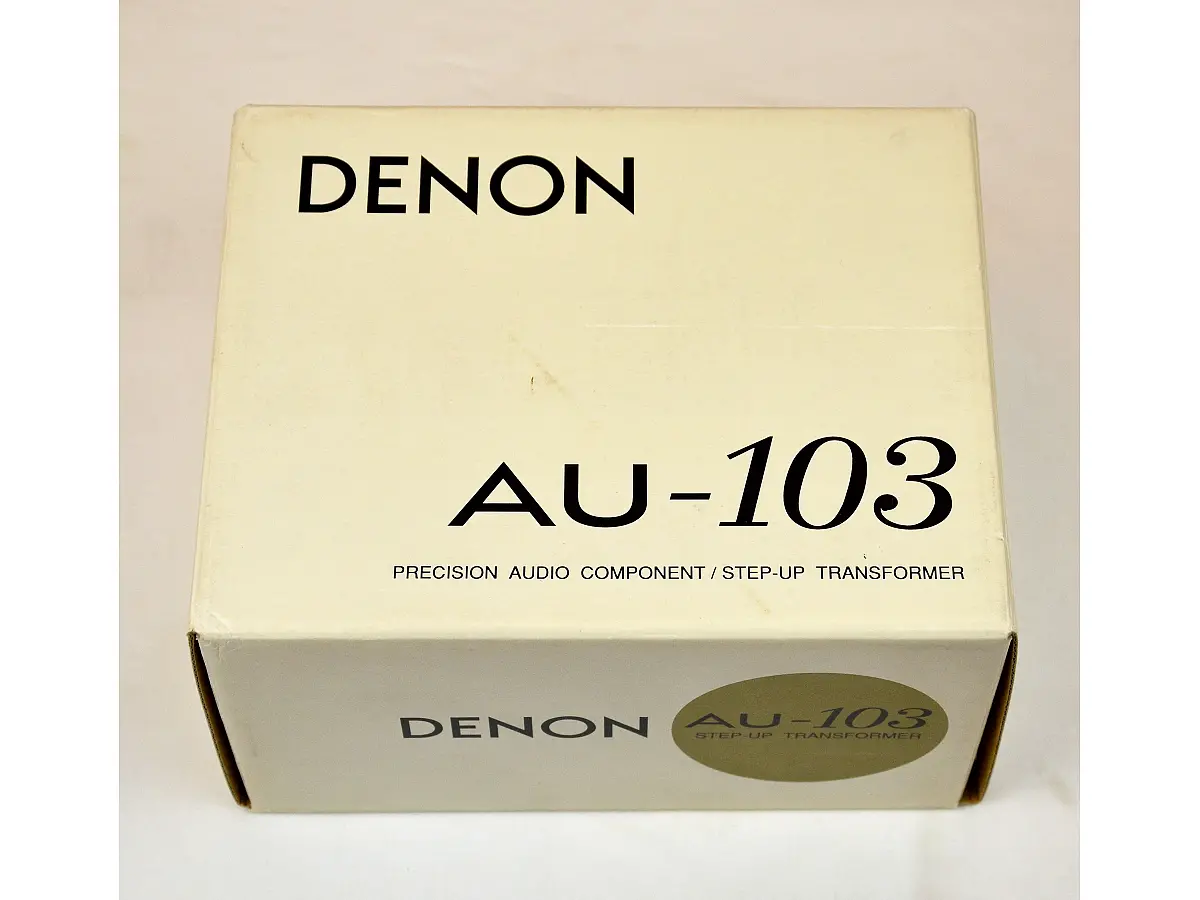 DENON
AU-103
PRECISION AUDIO COMPONENT / STEP-UP TRANSFORMER
DENON
AU-103
STEP-UP TRANSFORMER